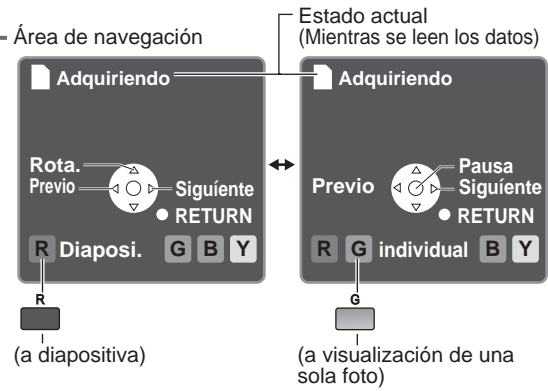 Estado actual
(Mientras se leen los datos)
Área de navegación
Adquiriendo
Rota.
Previo
Siguíente
RETURN
R Diaposi. G B Y
R
(a diapositiva)
Adquiriendo
Pausa
Previo
Siguíente
RETURN
R G individual B Y
G
(a visualización de una
sola foto)